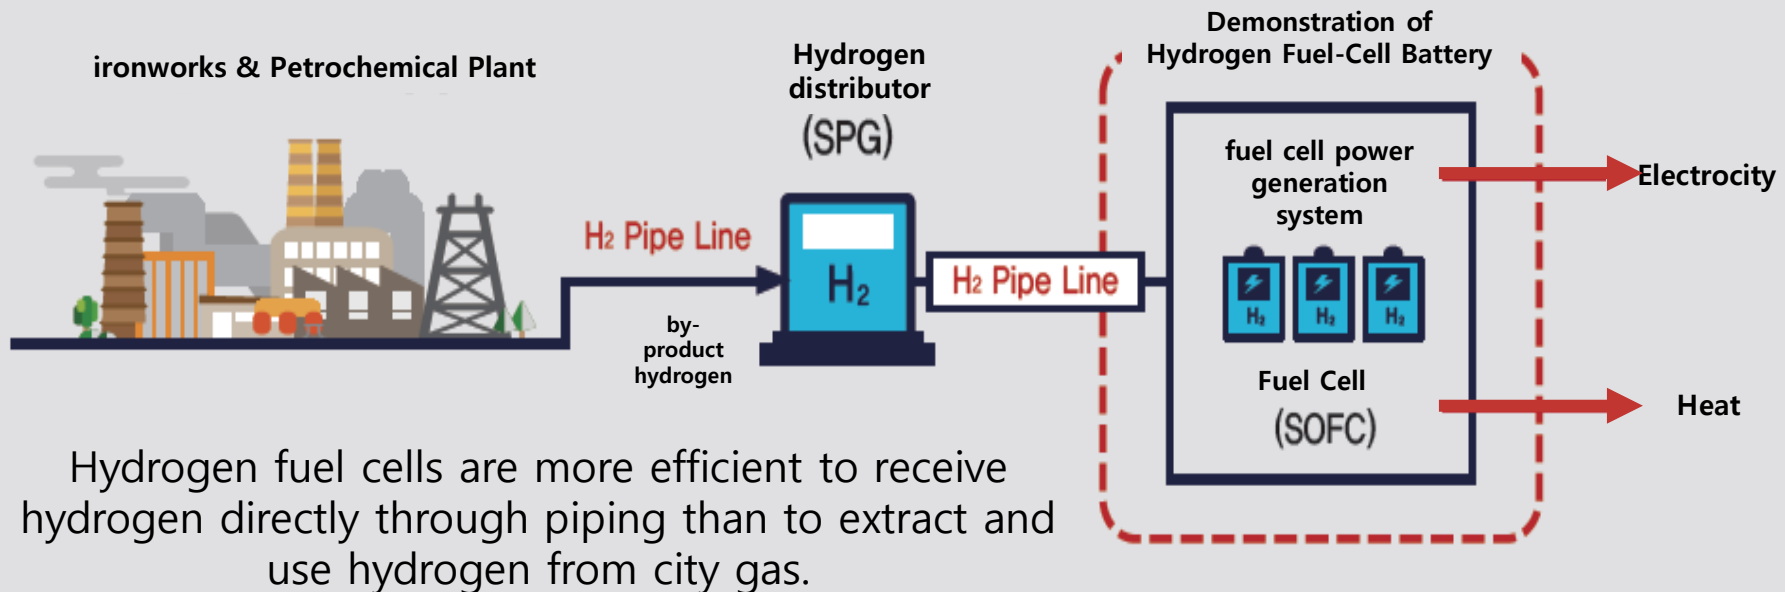 ironworks & Petrochemical Plant
Hydrogen
distributor
(SPG)
Demonstration of
Hydrogen Fuel-Cell Battery
H₂ Pipe Line
by-
product
hydrogen
H₂
H₂ Pipe Line
fuel cell power
generation
system
H₂
H₂
H₂
Fuel Cell
(SOFC)
Electrocity
Heat
Hydrogen fuel cells are more efficient to receive
hydrogen directly through piping than to extract and
use hydrogen from city gas.